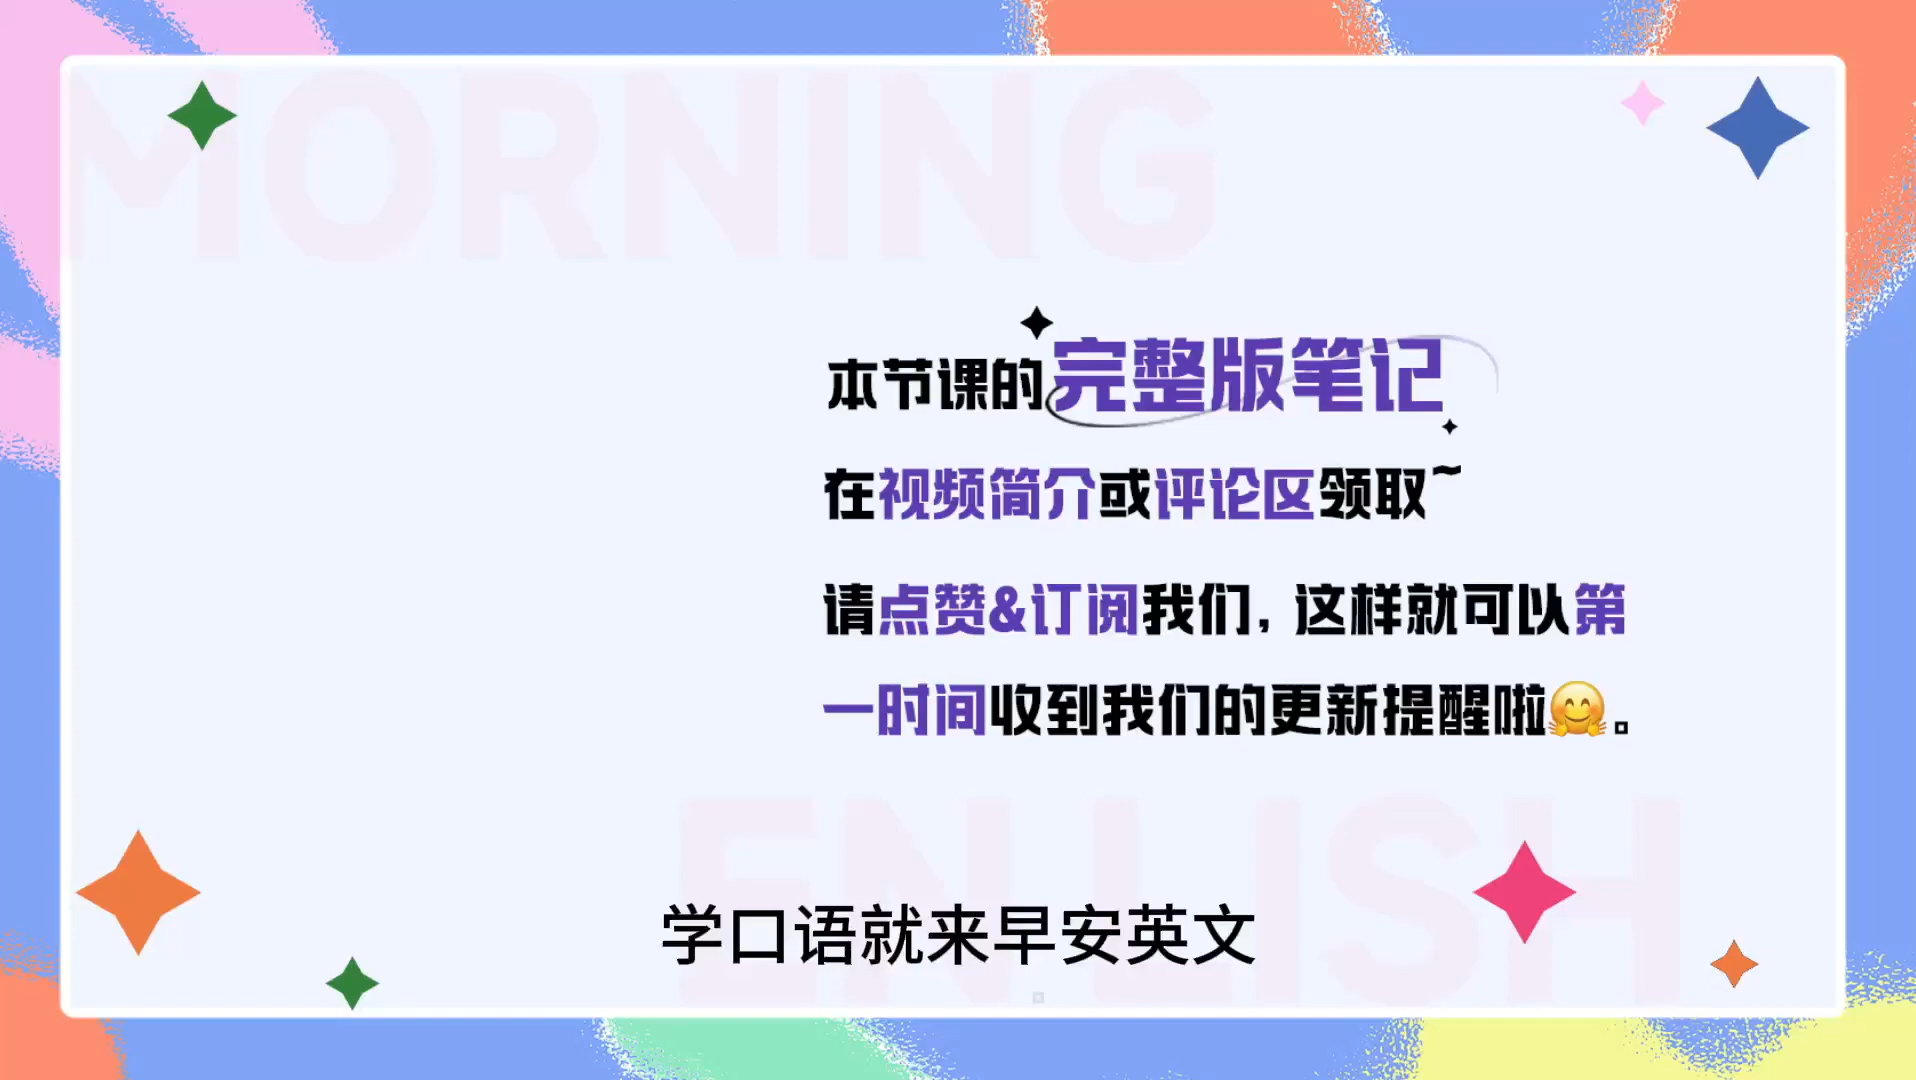 MORNING
本节课的完整版笔记
在视频简介或评论区领取~
请点赞&订阅我们，这样就可以第
一时间收到我们的更新提醒啦🤗。
EN LISH
学口语就来早安英文